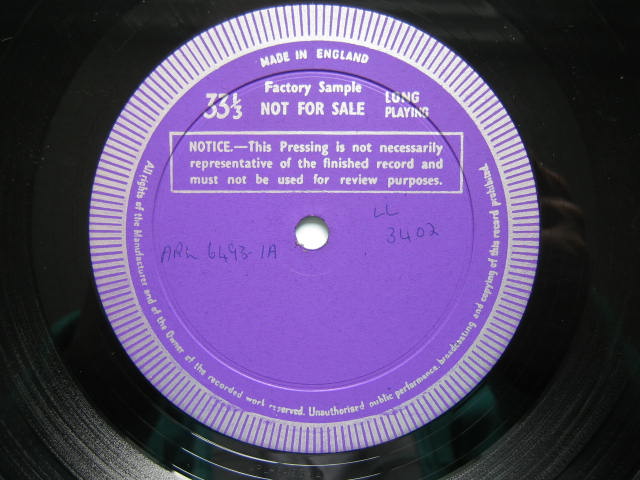 MADE IN ENGLAND
Factory Sample
33⅓ NOT FOR SALE LONG PLAYING
NOTICE.—This Pressing is not necessarily
representative of the finished record and
must not be used for review purposes.
LL
3402
ARL 6493-1A
All rights of the Manufacturer and of the Owner of the recorded work reserved. Unauthorised public performance, broadcasting and copying of this record prohibited.